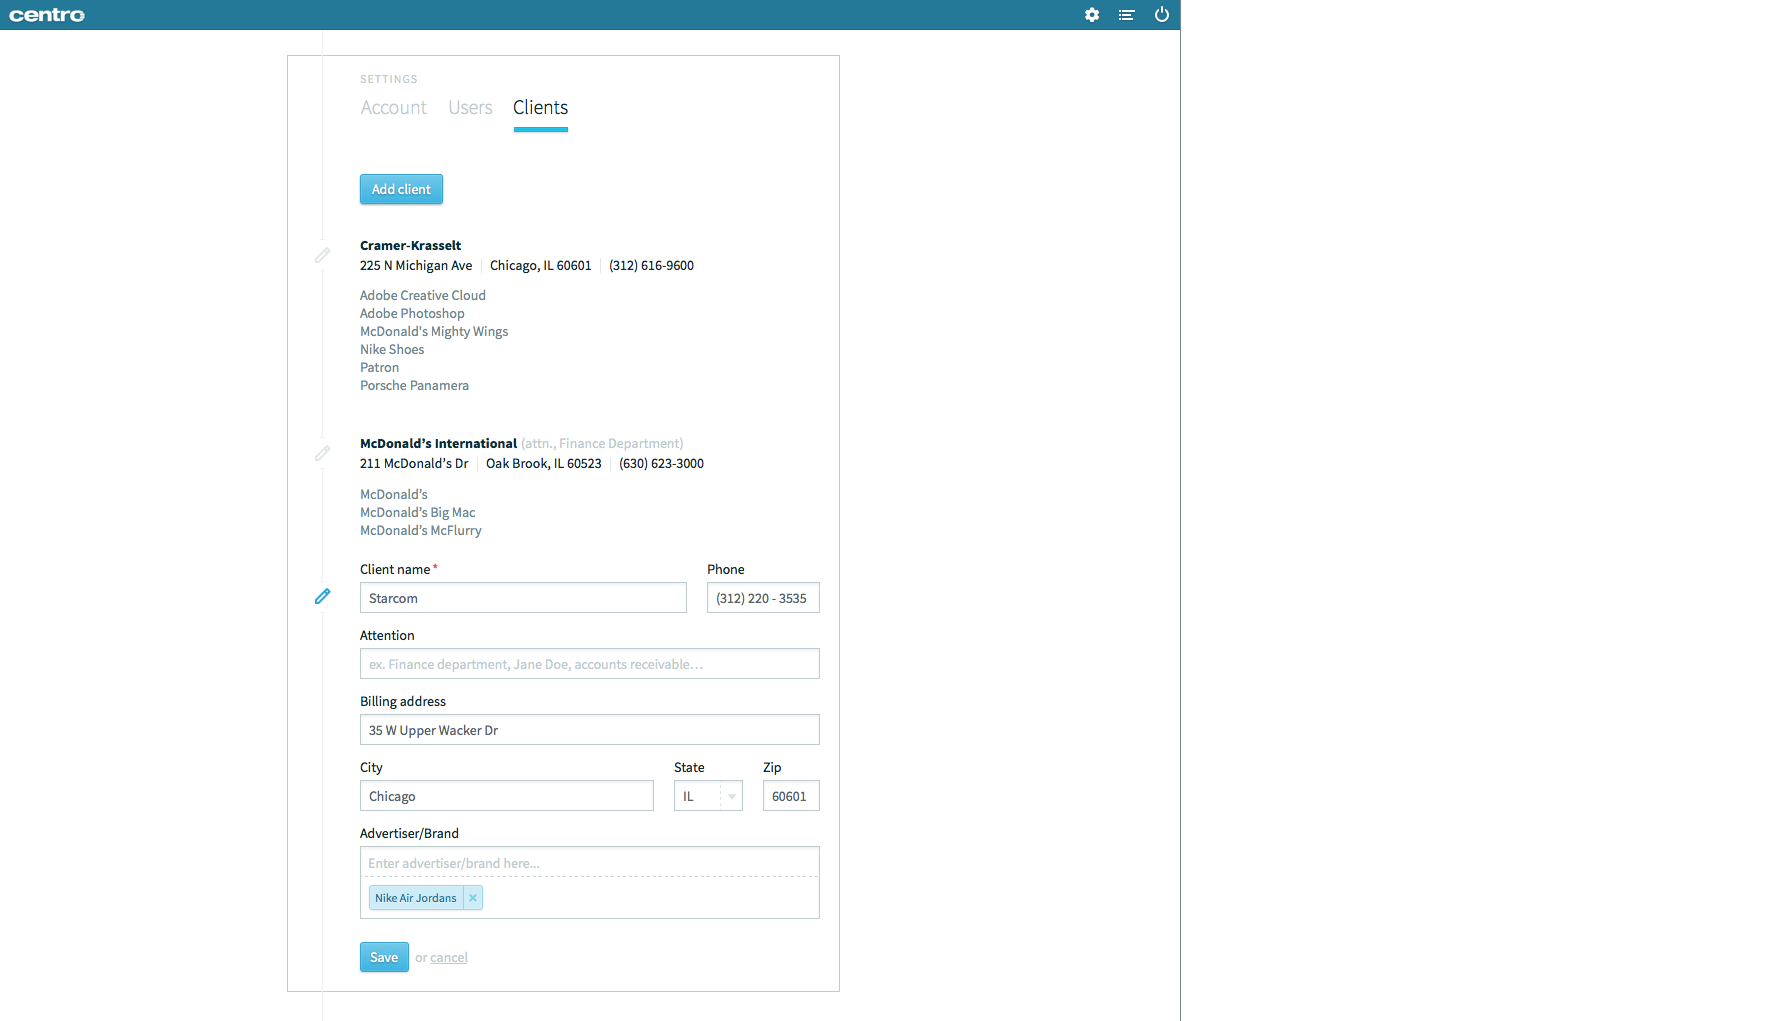 centro
SETTINGS
Account Users Clients
Add client
Cramer-Krasselt
225 N Michigan Ave Chicago, IL 60601 (312) 616-9600
Adobe Creative Cloud
Adobe Photoshop
McDonald's Mighty Wings
Nike Shoes
Patron
Porsche Panamera
McDonald’s International (attn., Finance Department)
211 McDonald’s Dr Oak Brook, IL 60523 (630) 623-3000
McDonald’s
McDonald’s Big Mac
McDonald’s McFlurry
Client name* Phone
Starcom (312) 220 - 3535
Attention
ex. Finance department, Jane Doe, accounts receivable…
Billing address
35 W Upper Wacker Dr
City State Zip
Chicago IL 60601
Advertiser/Brand
Enter advertiser/brand here...
Nike Air Jordans ×
Save or cancel